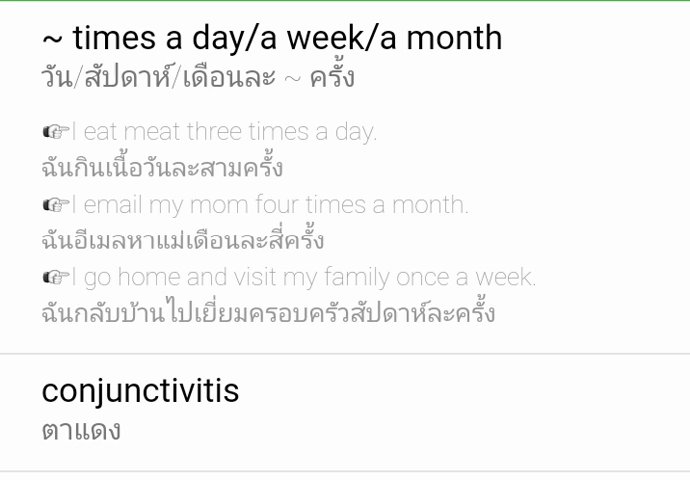 ~ times a day/a week/a month
วัน/สัปดาห์/เดือนละ ~ ครั้ง
👉I eat meat three times a day.
ฉันกินเนื้อวันละสามครั้ง
👉I email my mom four times a month.
ฉันอีเมลหาแม่เดือนละสี่ครั้ง
👉I go home and visit my family once a week.
ฉันกลับบ้านไปเยี่ยมครอบครัวสัปดาห์ละครั้ง
conjunctivitis
ตาแดง